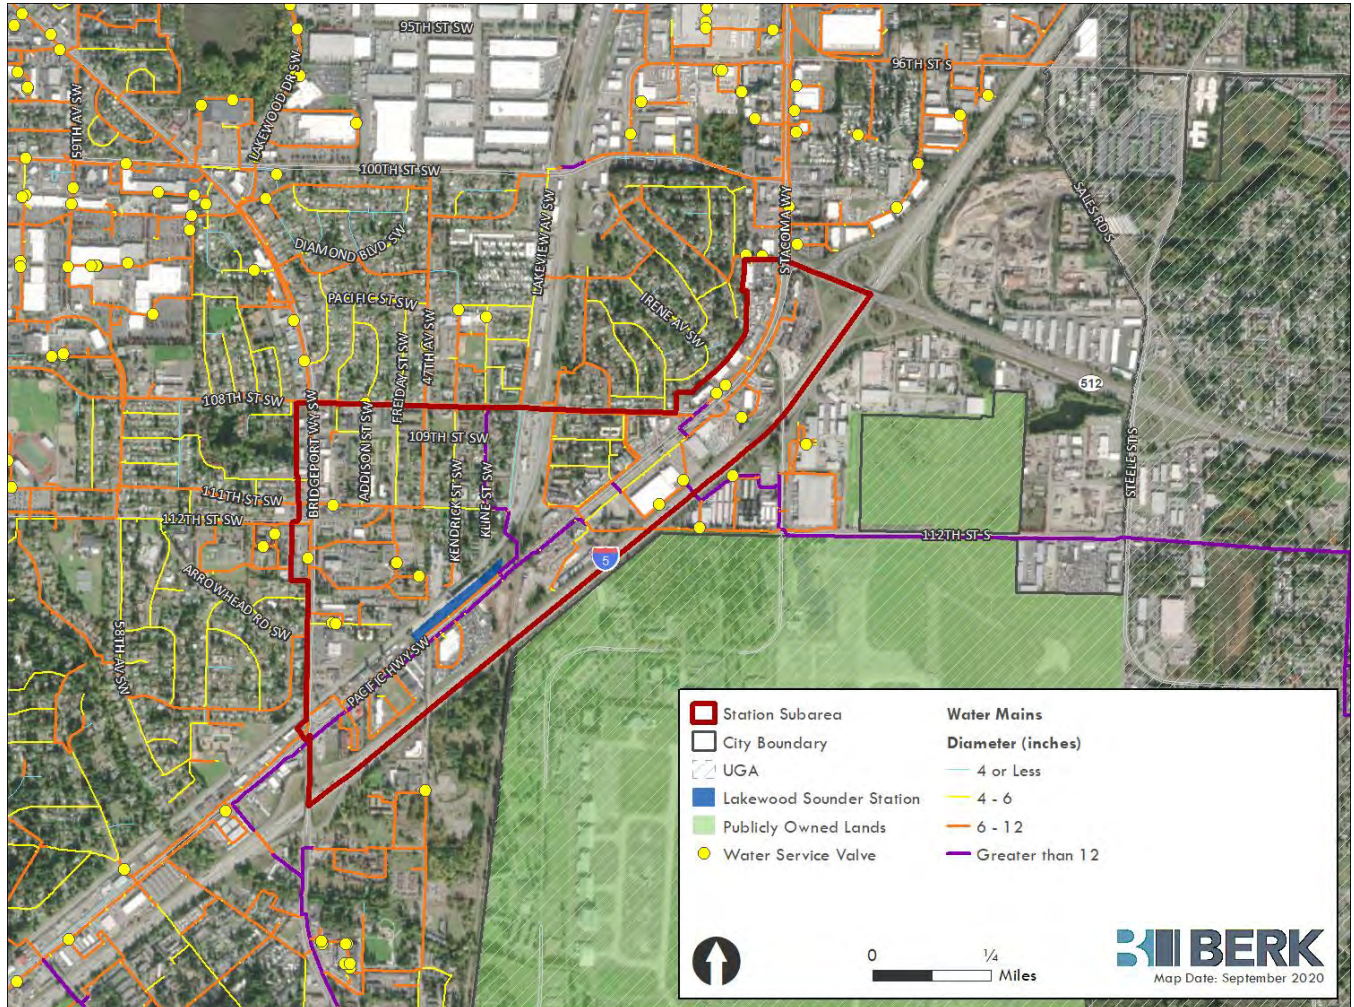 95TH ST SW
96TH ST S
59TH AV SW
LAKEWOOD DR SW
100TH ST SW
LAKEVIEW AV SW
S TACOMA WY
SALES RD S
DIAMOND BLVD SW
PACIFIC ST SW
IRENE AV SW
FREIDAY ST SW
47TH AV SW
512
108TH ST SW
BRIDGEPORT WY SW
ADDISON ST SW
109TH ST SW
KENDRICK ST SW
KLINE ST SW
STEELE ST S
111TH ST SW
112TH ST SW
112TH ST S
5
ARROWHEAD RD SW
58TH AV SW
PACIFIC HWY SW
Station Subarea
City Boundary
UGA
Lakewood Sounder Station
Publicly Owned Lands
Water Service Valve
Water Mains
Diameter (inches)
4 or Less
4 - 6
6 - 12
Greater than 12
0 ¼
Miles
BERK
Map Date: September 2020